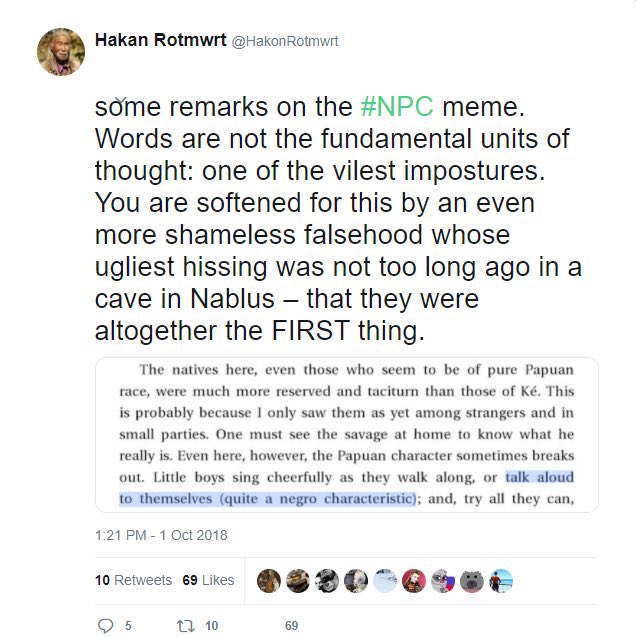 Hakan Rotmwrt @HakonRotmwrt
some remarks on the #NPC meme.
Words are not the fundamental units of
thought: one of the vilest impostures.
You are softened for this by an even
more shameless falsehood whose
ugliest hissing was not too long ago in a
cave in Nablus – that they were
altogether the FIRST thing.
The natives here, even those who seem to be of pure Papuan
race, were much more reserved and taciturn than those of Ké. This
is probably because I only saw them as yet among strangers and in
small parties. One must see the savage at home to know what he
really is. Even here, however, the Papuan character sometimes breaks
out. Little boys sing cheerfully as they walk along, or talk aloud
to themselves (quite a negro characteristic); and, try all they can,
1:21 PM - 1 Oct 2018
10 Retweets 69 Likes
5 10 69